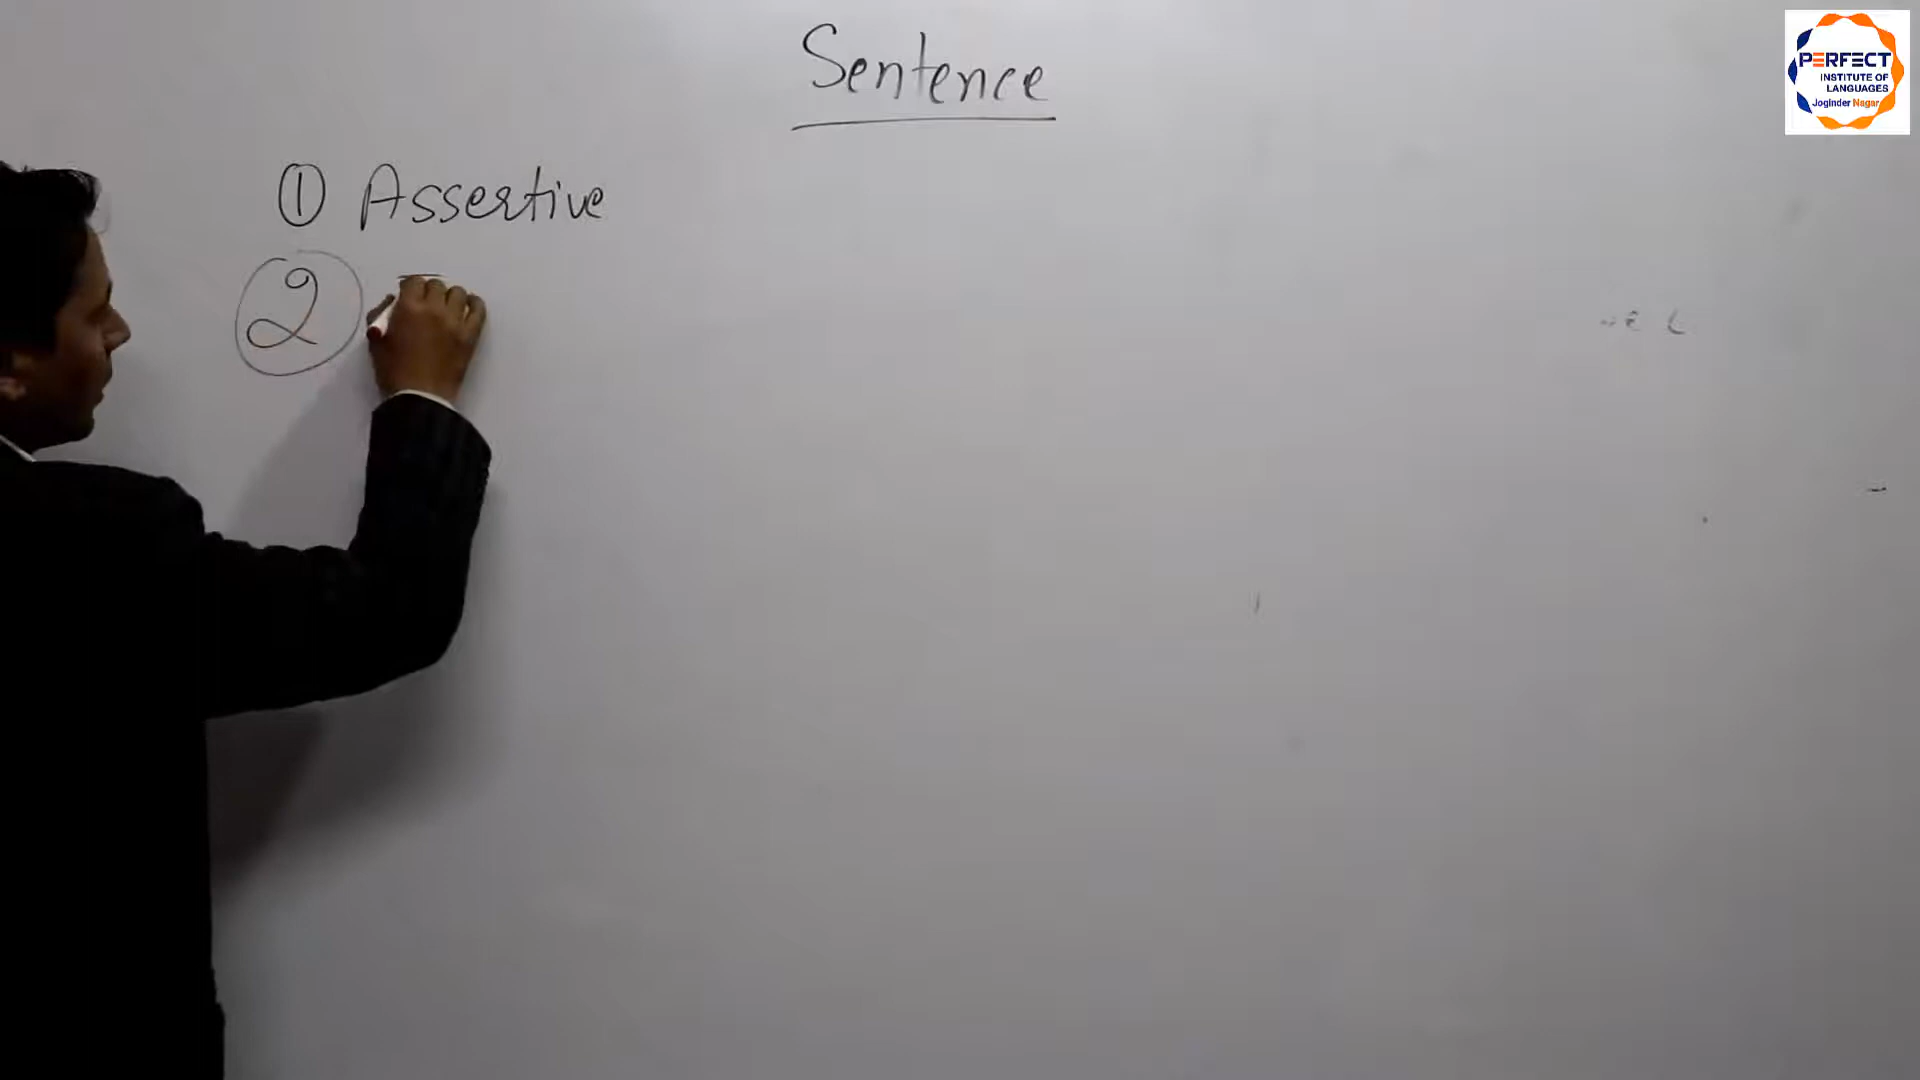 Sentence
PERFECT
INSTITUTE OF
LANGUAGES
Joginder Nagar
① Assertive
②